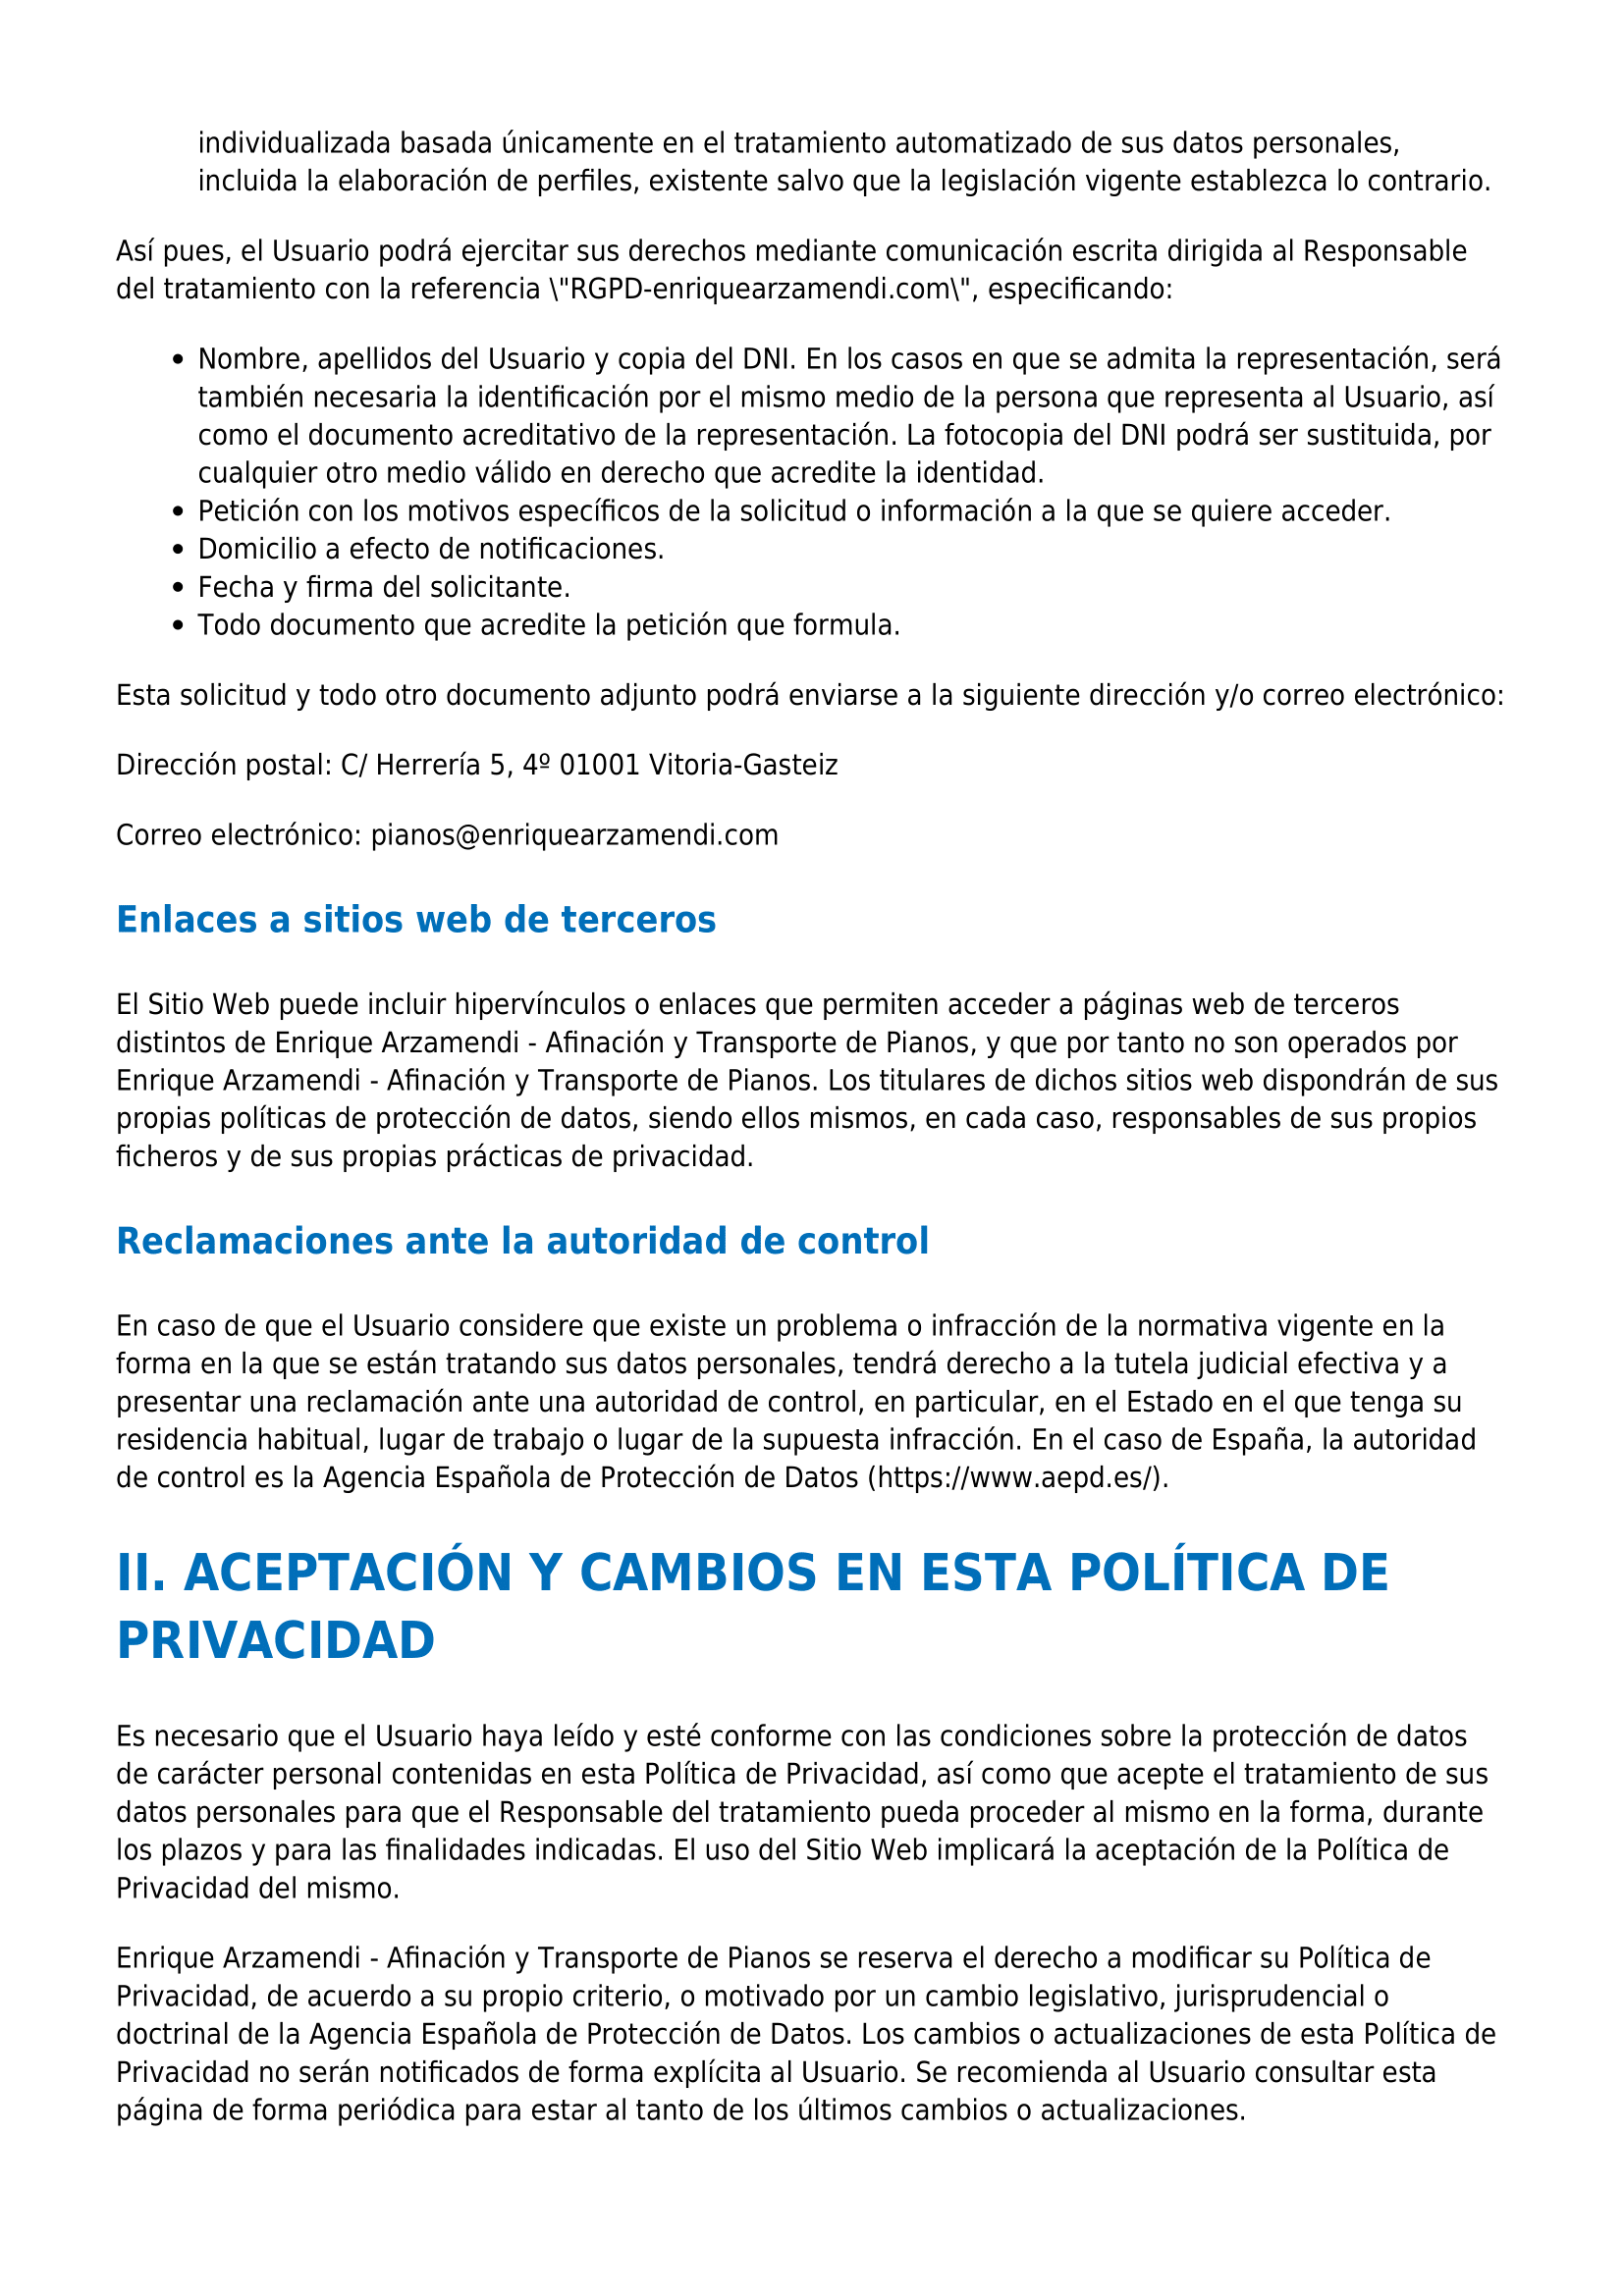 individualizada basada únicamente en el tratamiento automatizado de sus datos personales,
incluida la elaboración de perfiles, existente salvo que la legislación vigente establezca lo contrario.
Así pues, el Usuario podrá ejercitar sus derechos mediante comunicación escrita dirigida al Responsable
del tratamiento con la referencia \"RGPD-enriquearzamendi.com\", especificando:
• Nombre, apellidos del Usuario y copia del DNI. En los casos en que se admita la representación, será
también necesaria la identificación por el mismo medio de la persona que representa al Usuario, así
como el documento acreditativo de la representación. La fotocopia del DNI podrá ser sustituida, por
cualquier otro medio válido en derecho que acredite la identidad.
• Petición con los motivos específicos de la solicitud o información a la que se quiere acceder.
• Domicilio a efecto de notificaciones.
• Fecha y firma del solicitante.
• Todo documento que acredite la petición que formula.
Esta solicitud y todo otro documento adjunto podrá enviarse a la siguiente dirección y/o correo electrónico:
Dirección postal: C/ Herrería 5, 4º 01001 Vitoria-Gasteiz
Correo electrónico: pianos@enriquearzamendi.com
Enlaces a sitios web de terceros
El Sitio Web puede incluir hipervínculos o enlaces que permiten acceder a páginas web de terceros
distintos de Enrique Arzamendi - Afinación y Transporte de Pianos, y que por tanto no son operados por
Enrique Arzamendi - Afinación y Transporte de Pianos. Los titulares de dichos sitios web dispondrán de sus
propias políticas de protección de datos, siendo ellos mismos, en cada caso, responsables de sus propios
ficheros y de sus propias prácticas de privacidad.
Reclamaciones ante la autoridad de control
En caso de que el Usuario considere que existe un problema o infracción de la normativa vigente en la
forma en la que se están tratando sus datos personales, tendrá derecho a la tutela judicial efectiva y a
presentar una reclamación ante una autoridad de control, en particular, en el Estado en el que tenga su
residencia habitual, lugar de trabajo o lugar de la supuesta infracción. En el caso de España, la autoridad
de control es la Agencia Española de Protección de Datos (https://www.aepd.es/).
II. ACEPTACIÓN Y CAMBIOS EN ESTA POLÍTICA DE
PRIVACIDAD
Es necesario que el Usuario haya leído y esté conforme con las condiciones sobre la protección de datos
de carácter personal contenidas en esta Política de Privacidad, así como que acepte el tratamiento de sus
datos personales para que el Responsable del tratamiento pueda proceder al mismo en la forma, durante
los plazos y para las finalidades indicadas. El uso del Sitio Web implicará la aceptación de la Política de
Privacidad del mismo.
Enrique Arzamendi - Afinación y Transporte de Pianos se reserva el derecho a modificar su Política de
Privacidad, de acuerdo a su propio criterio, o motivado por un cambio legislativo, jurisprudencial o
doctrinal de la Agencia Española de Protección de Datos. Los cambios o actualizaciones de esta Política de
Privacidad no serán notificados de forma explícita al Usuario. Se recomienda al Usuario consultar esta
página de forma periódica para estar al tanto de los últimos cambios o actualizaciones.